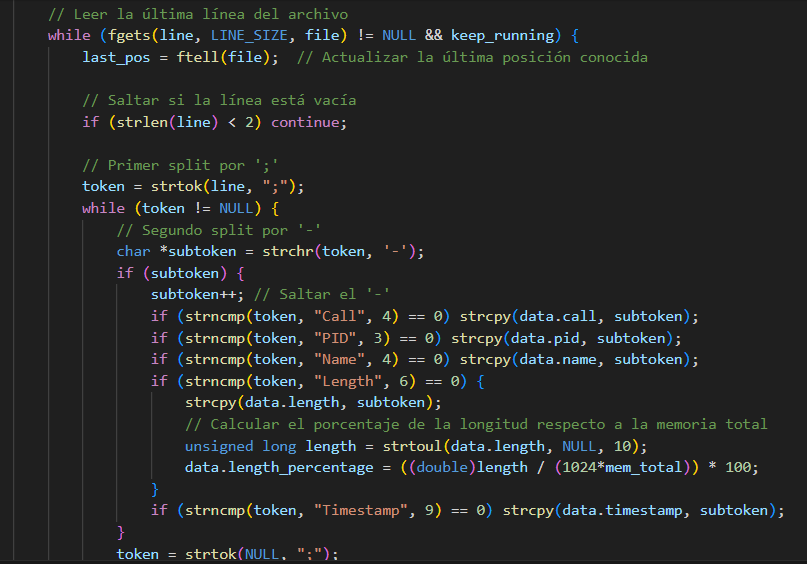 // Leer la última línea del archivo
while (fgets(line, LINE_SIZE, file) != NULL && keep_running) {
    last_pos = ftell(file);  // Actualizar la última posición conocida

    // Saltar si la línea está vacía
    if (strlen(line) < 2) continue;

    // Primer split por ';'
    token = strtok(line, ";");
    while (token != NULL) {
        // Segundo split por '-'
        char *subtoken = strchr(token, '-');
        if (subtoken) {
            subtoken++; // Saltar el '-'
            if (strncmp(token, "Call", 4) == 0) strcpy(data.call, subtoken);
            if (strncmp(token, "PID", 3) == 0) strcpy(data.pid, subtoken);
            if (strncmp(token, "Name", 4) == 0) strcpy(data.name, subtoken);
            if (strncmp(token, "Length", 6) == 0) {
                strcpy(data.length, subtoken);
                // Calcular el porcentaje de la longitud respecto a la memoria total
                unsigned long length = strtoul(data.length, NULL, 10);
                data.length_percentage = ((double)length / (1024*mem_total)) * 100;
            }
            if (strncmp(token, "Timestamp", 9) == 0) strcpy(data.timestamp, subtoken);
        }
        token = strtok(NULL, ";");